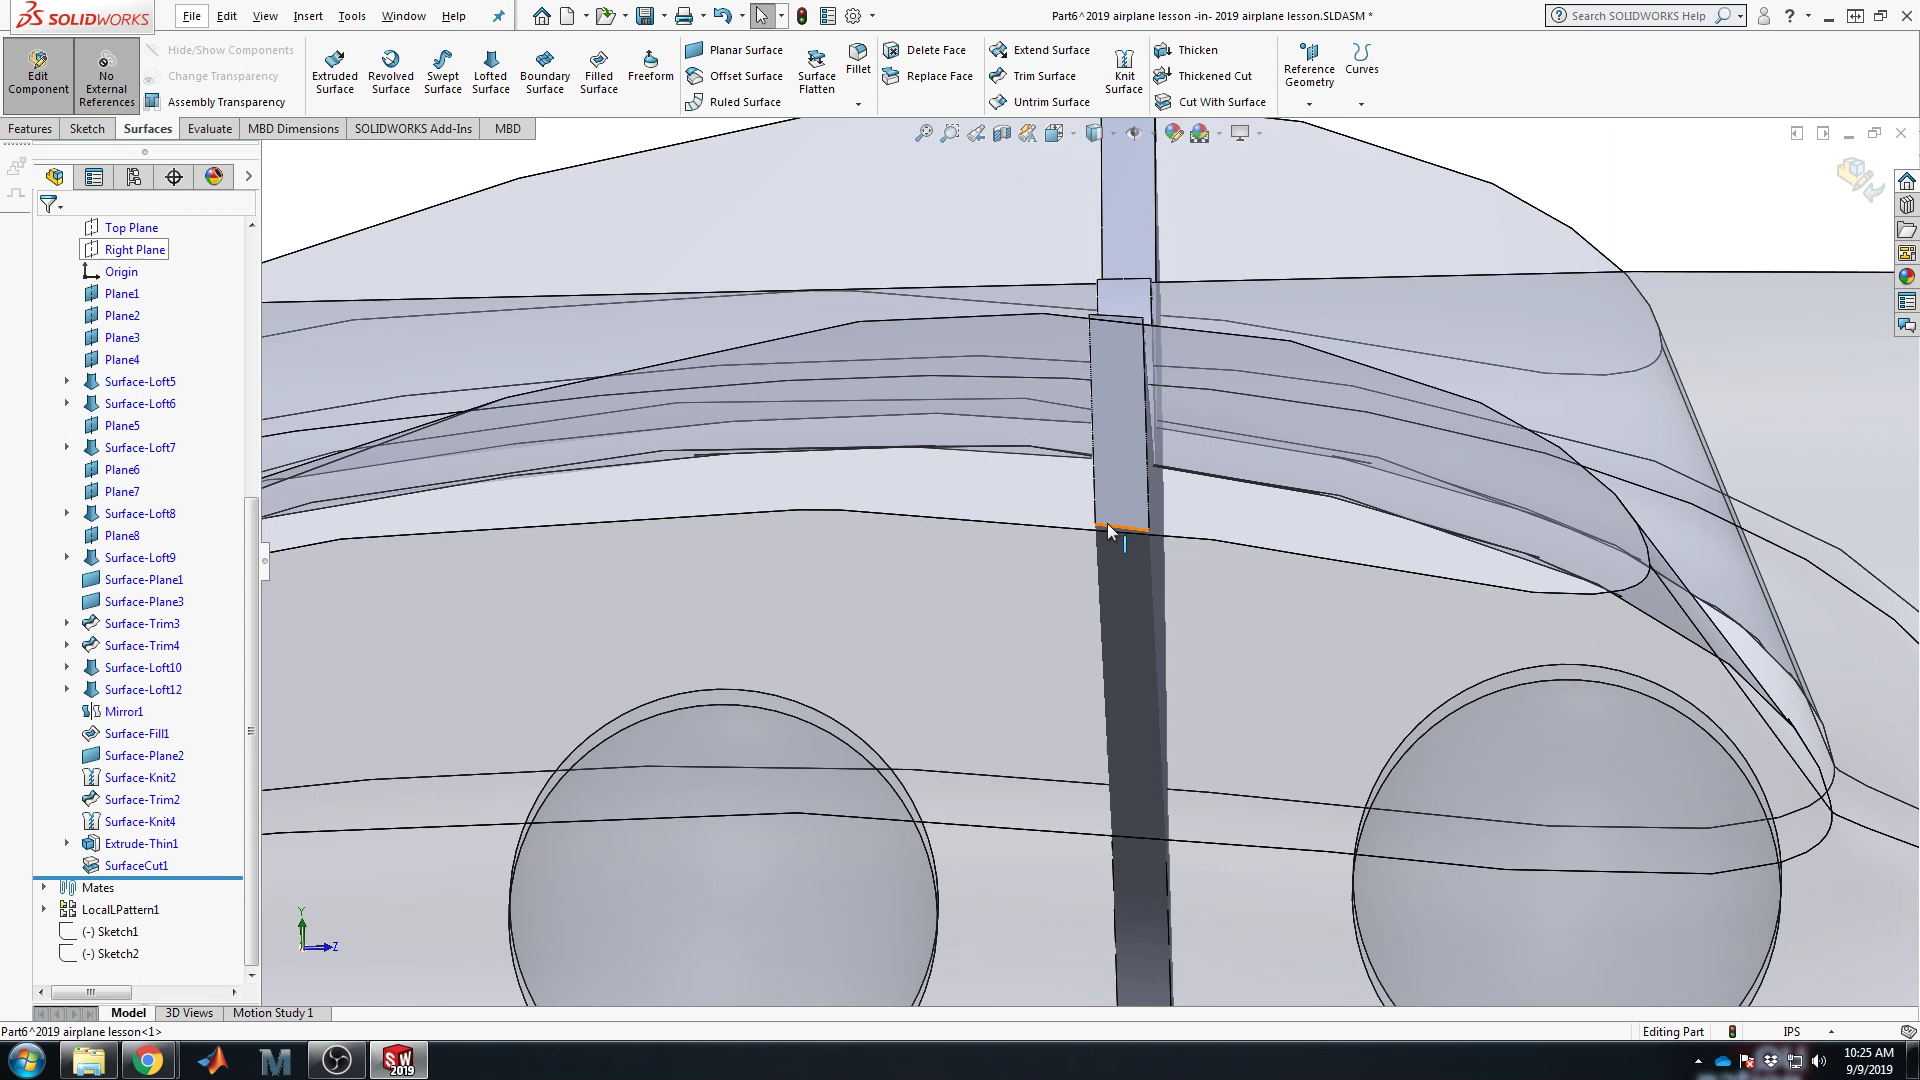 SOLIDWORKS
File Edit View Insert Tools Window Help
Part6^2019 airplane lesson -in- 2019 airplane lesson.SLDASM *
Search SOLIDWORKS Help
Edit Component
No External References
Hide/Show Components
Change Transparency
Assembly Transparency
Extruded Surface
Revolved Surface
Swept Surface
Lofted Surface
Boundary Surface
Filled Surface
Freeform
Planar Surface
Offset Surface
Ruled Surface
Surface Flatten
Fillet
Delete Face
Replace Face
Extend Surface
Trim Surface
Untrim Surface
Knit Surface
Thicken
Thickened Cut
Cut With Surface
Reference Geometry
Curves
Features Sketch Surfaces Evaluate MBD Dimensions SOLIDWORKS Add-Ins MBD
Top Plane
Right Plane
Origin
Plane1
Plane2
Plane3
Plane4
Surface-Loft5
Surface-Loft6
Plane5
Surface-Loft7
Plane6
Plane7
Surface-Loft8
Plane8
Surface-Loft9
Surface-Plane1
Surface-Plane3
Surface-Trim3
Surface-Trim4
Surface-Loft10
Surface-Loft12
Mirror1
Surface-Fill1
Surface-Plane2
Surface-Knit2
Surface-Trim2
Surface-Knit4
Extrude-Thin1
SurfaceCut1
Mates
LocalLPattern1
(-) Sketch1
(-) Sketch2
Y
Z
Model 3D Views Motion Study 1
Part6^2019 airplane lesson<1>
Editing Part
IPS
SW 2019
10:25 AM
9/9/2019